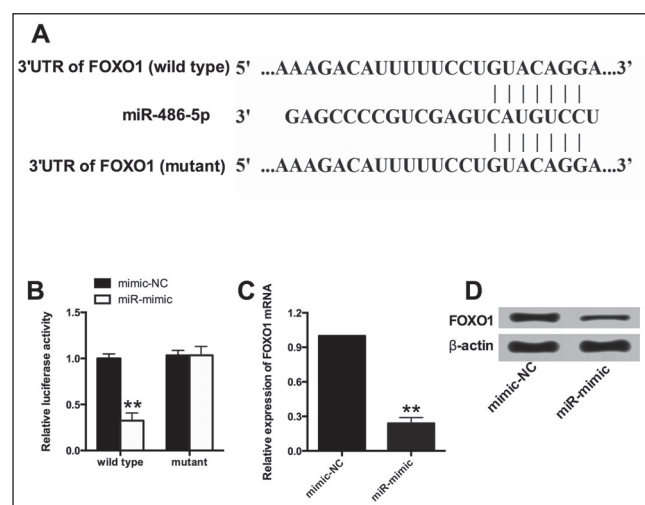 A
3'UTR of FOXO1 (wild type) 5' ...AAAGACAUUUUUCCUGUACAGGA...3'
miR-486-5p 3' GAGCCCCGUCGAGUCAUGUCCU
3'UTR of FOXO1 (mutant) 5' ...AAAGACAUUUUUCCUGUACAGGA...3'
B
mimic-NC
miR-mimic
Relative luciferase activity
1.5
1.0
0.5
0.0
**
wild type mutant
C
Relative expression of FOXO1 mRNA
1.2
0.9
0.6
0.3
0.0
**
mimic-NC miR-mimic
D
FOXO1
β-actin
mimic-NC miR-mimic